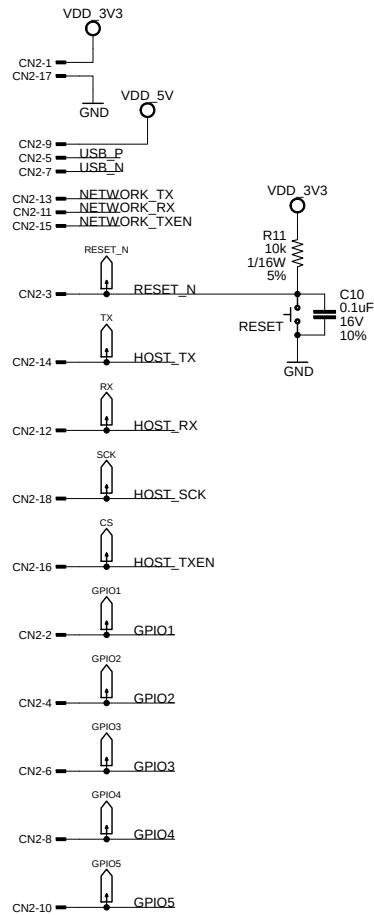 VDD_3V3
CN2-1
CN2-17
GND
VDD_5V
CN2-9
CN2-5 USB_P
CN2-7 USB_N
CN2-13 NETWORK_TX
CN2-11 NETWORK_RX
CN2-15 NETWORK_TXEN
VDD_3V3
R11
10k
1/16W
5%
RESET_N
CN2-3 RESET_N
C10
0.1uF
16V
10%
RESET
GND
TX
CN2-14 HOST_TX
RX
CN2-12 HOST_RX
SCK
CN2-18 HOST_SCK
CS
CN2-16 HOST_TXEN
GPIO1
CN2-2 GPIO1
GPIO2
CN2-4 GPIO2
GPIO3
CN2-6 GPIO3
GPIO4
CN2-8 GPIO4
GPIO5
CN2-10 GPIO5